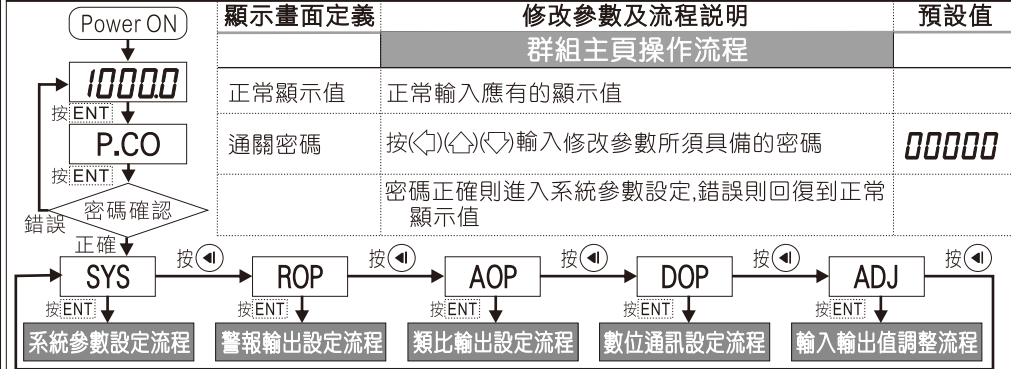 Power ON
顯示畫面定義 修改參數及流程說明 預設值
群組主頁操作流程
1000.0
正常顯示值 正常輸入應有的顯示值
按ENT
P.CO
通關密碼 按()()()輸入修改參數所須具備的密碼 00000
按ENT
密碼確認
密碼正確則進入系統參數設定,錯誤則回復到正常
顯示值
錯誤
正確
SYS 按 ROP 按 AOP 按 DOP 按 ADJ 按
按ENT 按ENT 按ENT 按ENT 按ENT
系統參數設定流程 警報輸出設定流程 類比輸出設定流程 數位通訊設定流程 輸入輸出值調整流程